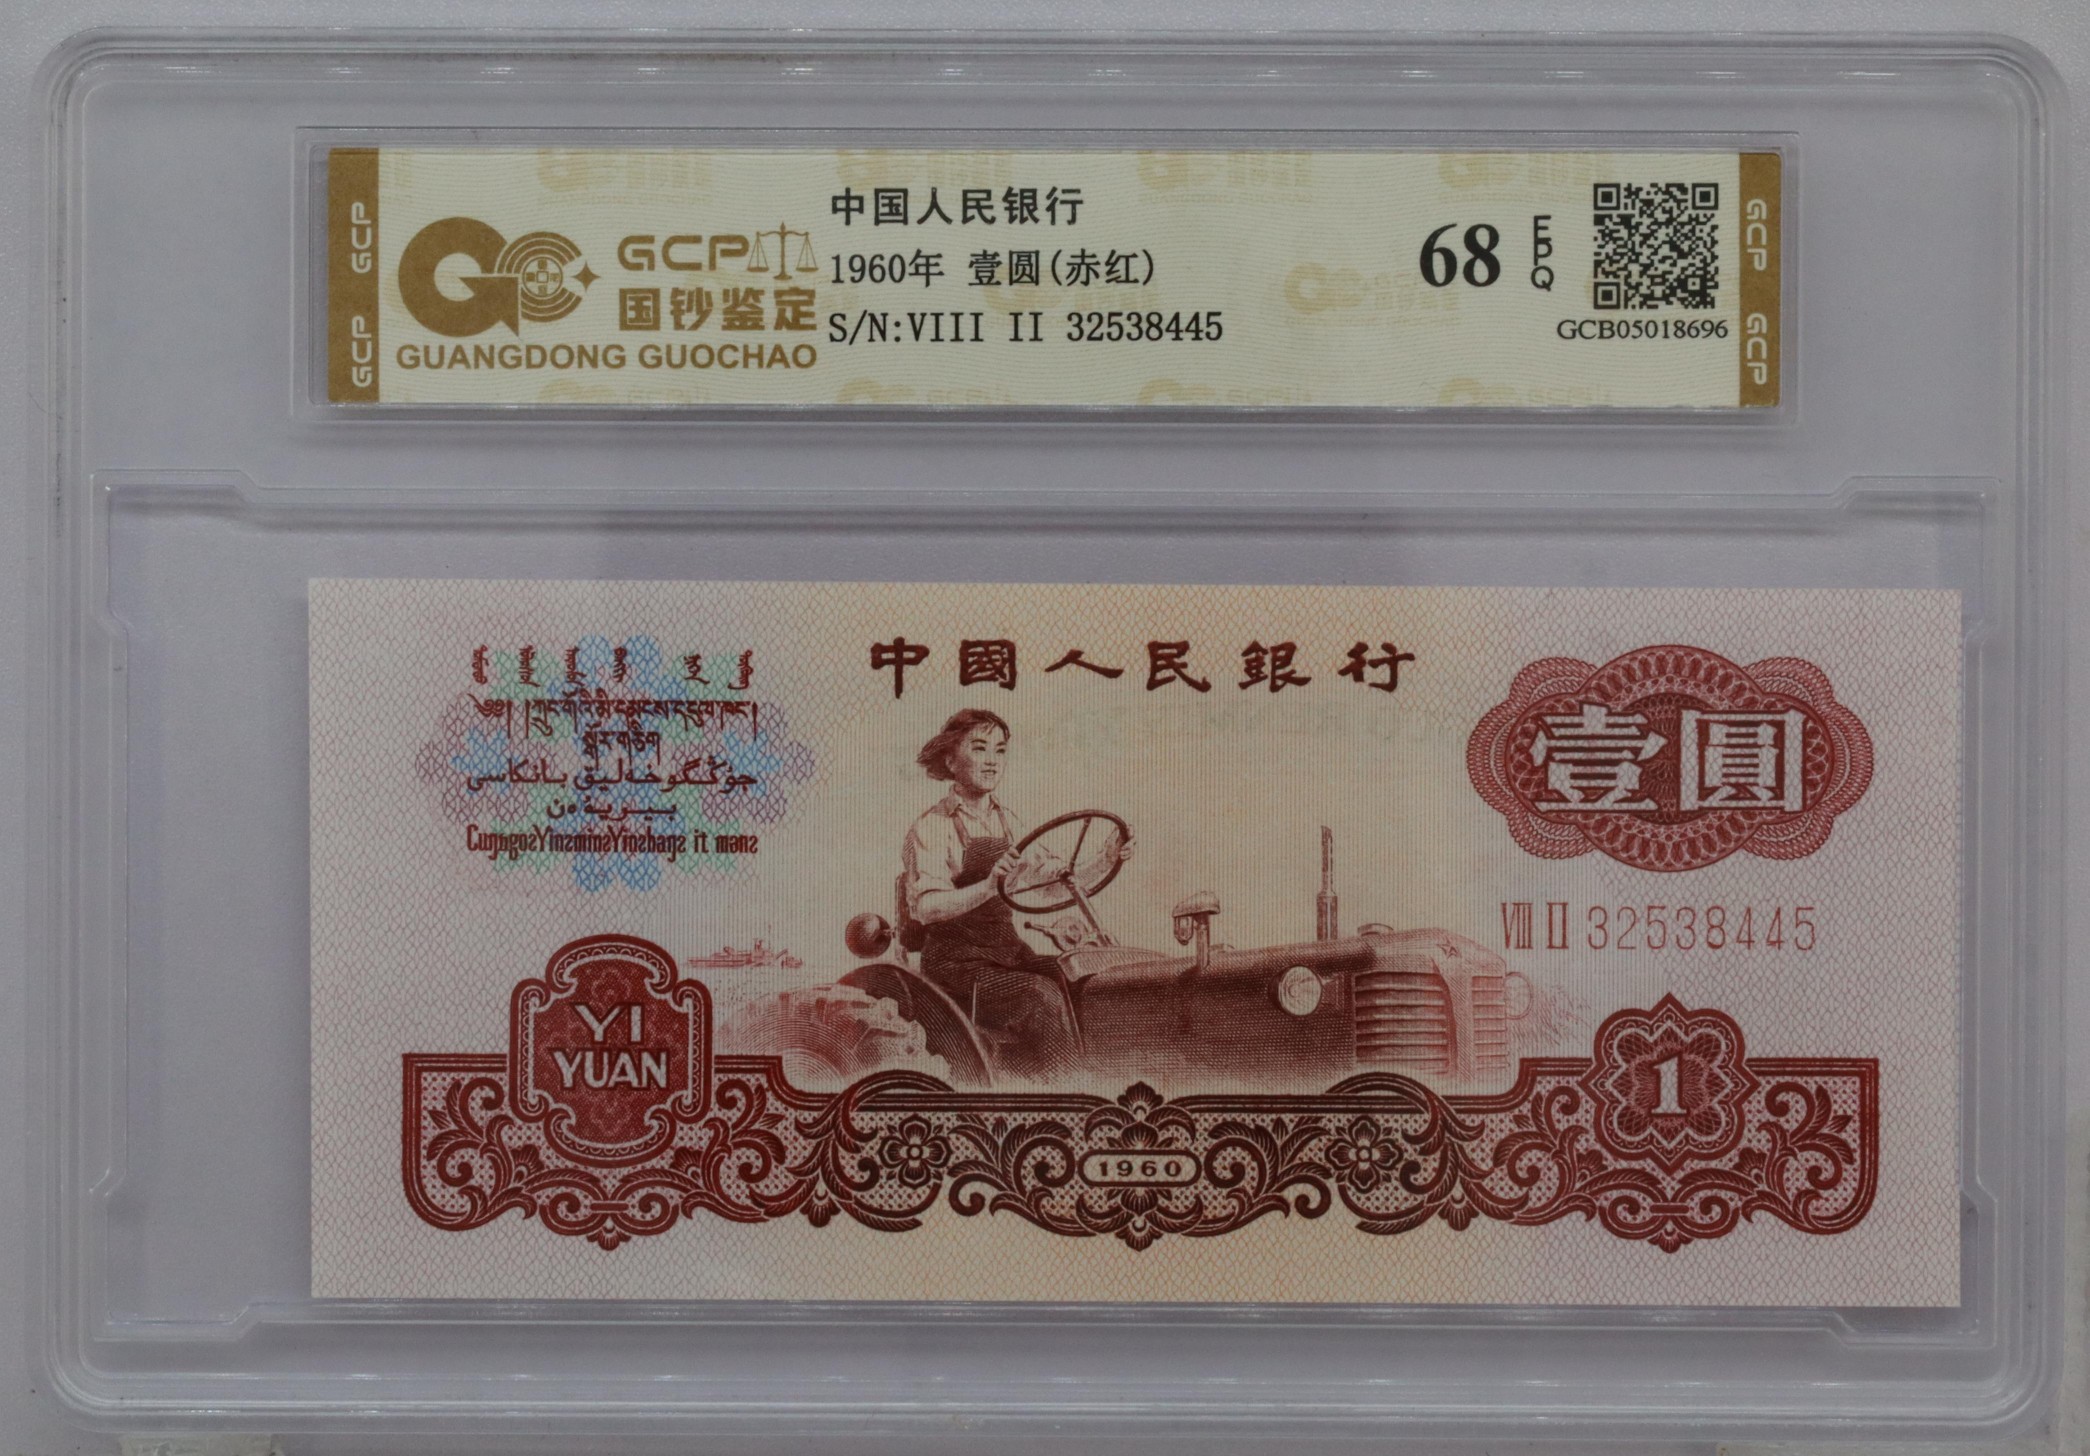 中国人民银行
1960年 壹圆(赤红)
S/N:VIII II 32538445
GCP
国钞鉴定
GUANGDONG GUOCHAO
68 EPQ
GCB05018696
GCP
GCP
GCP
GCP
中國人民銀行
壹圓
VIII II 32538445
YI
YUAN
1960
1